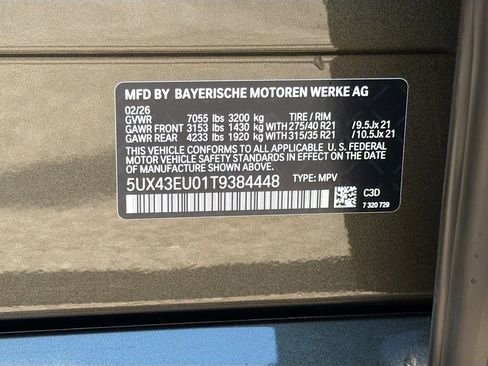 MFD BY BAYERISCHE MOTOREN WERKE AG
02/26
GVWR 7055 lbs 3200 kg TIRE / RIM
GAWR FRONT 3153 lbs 1430 kg WITH 275/40 R21 /9.5Jx 21
GAWR REAR 4233 lbs 1920 kg WITH 315/35 R21 /10.5Jx 21
THIS VEHICLE CONFORMS TO ALL APPLICABLE U. S. FEDERAL
MOTOR VEHICLE SAFETY STANDARDS IN EFFECT ON THE DATE
OF MANUFACTURE SHOWN ABOVE.
5UX43EU01T9384448 TYPE: MPV
C3D
7 320 729